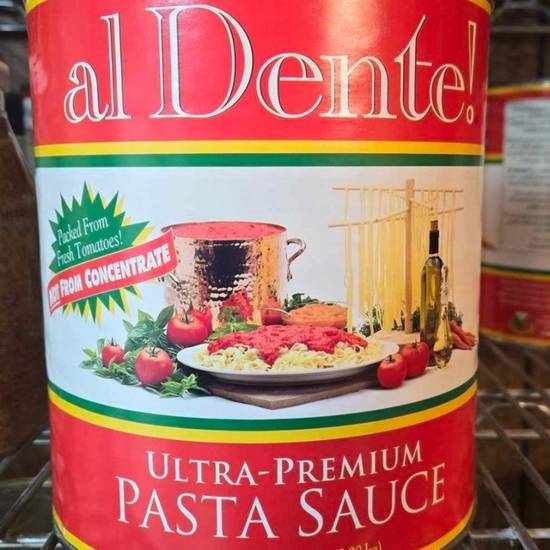 al Dente!
Packed From
Fresh Tomatoes!
NOT FROM CONCENTRATE
ULTRA-PREMIUM
PASTA SAUCE